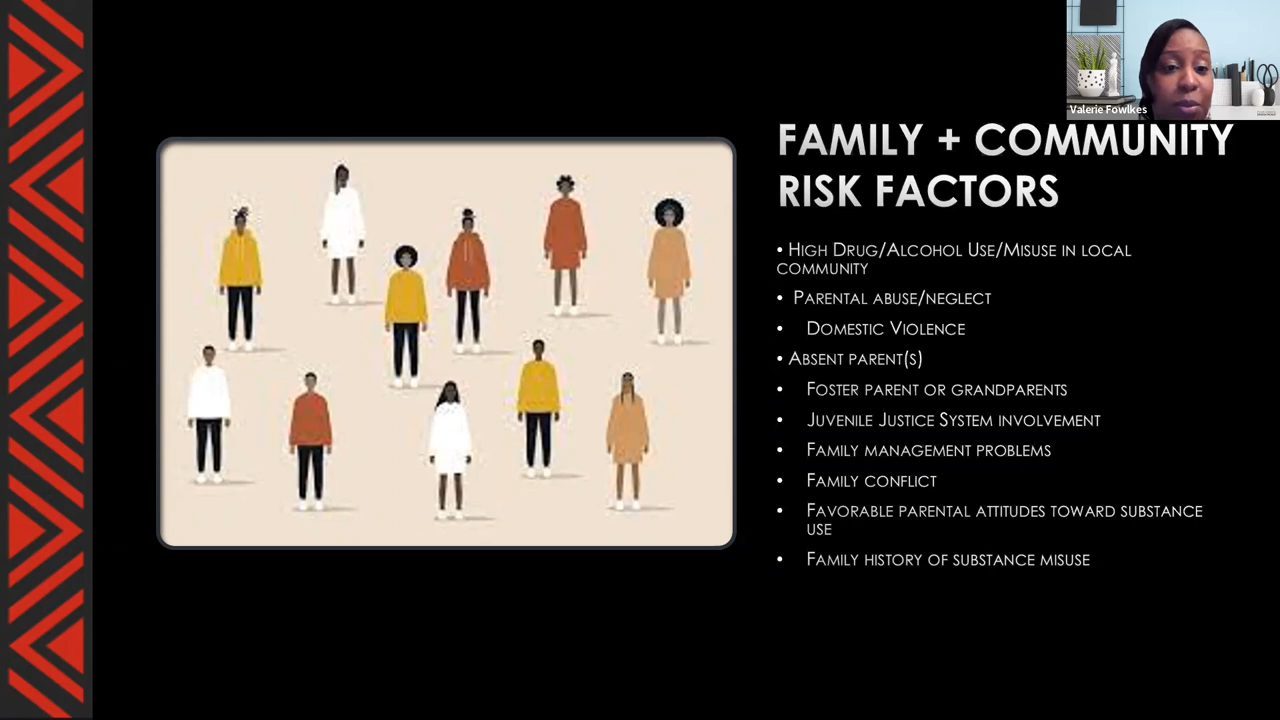 Valerie Fowlkes
FAMILY + COMMUNITY
RISK FACTORS
• High Drug/Alcohol Use/Misuse in local
community
• Parental abuse/neglect
• Domestic Violence
• Absent parent(s)
• Foster parent or grandparents
• Juvenile Justice System involvement
• Family management problems
• Family conflict
• Favorable parental attitudes toward substance
use
• Family history of substance misuse